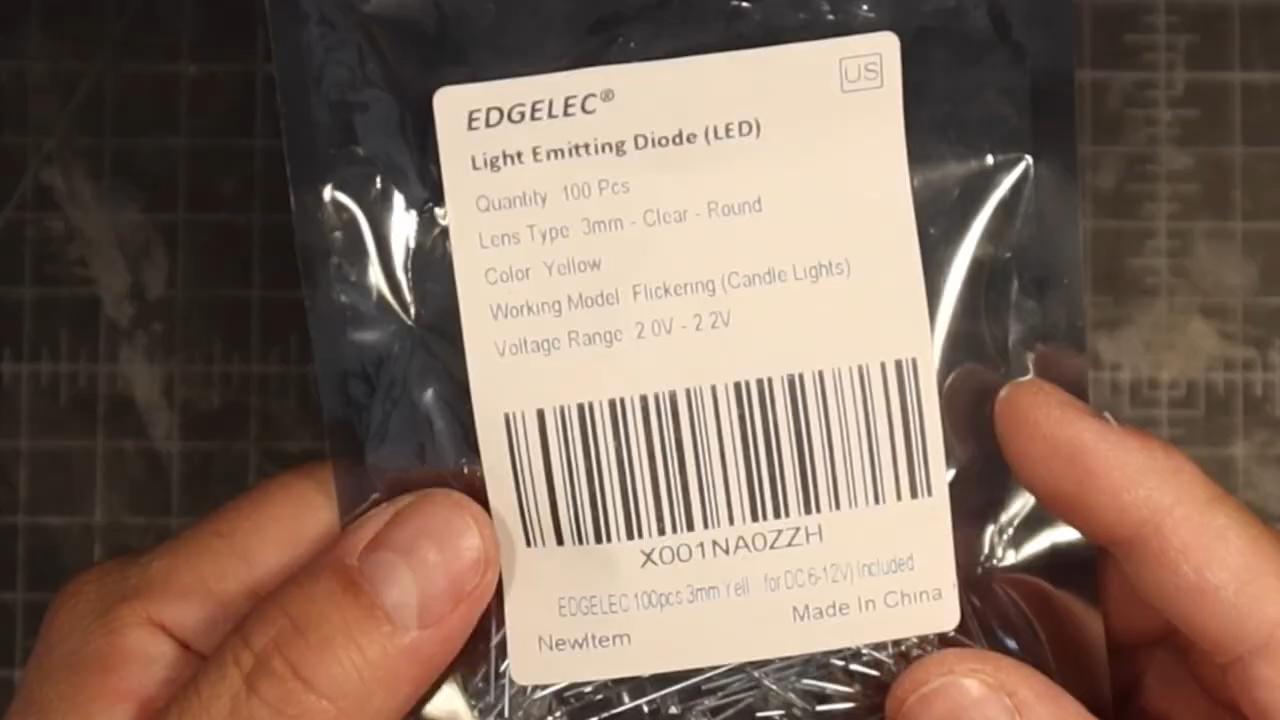 US
EDGELEC®
Light Emitting Diode (LED)
Quantity 100 Pcs
Lens Type 3mm - Clear - Round
Color Yellow
Working Model Flickering (Candle Lights)
Voltage Range 2.0V - 2.2V
X001NA0ZZH
EDGELEC 100pcs 3mm Yell for DC 6-12V) Included
NewItem
Made In China